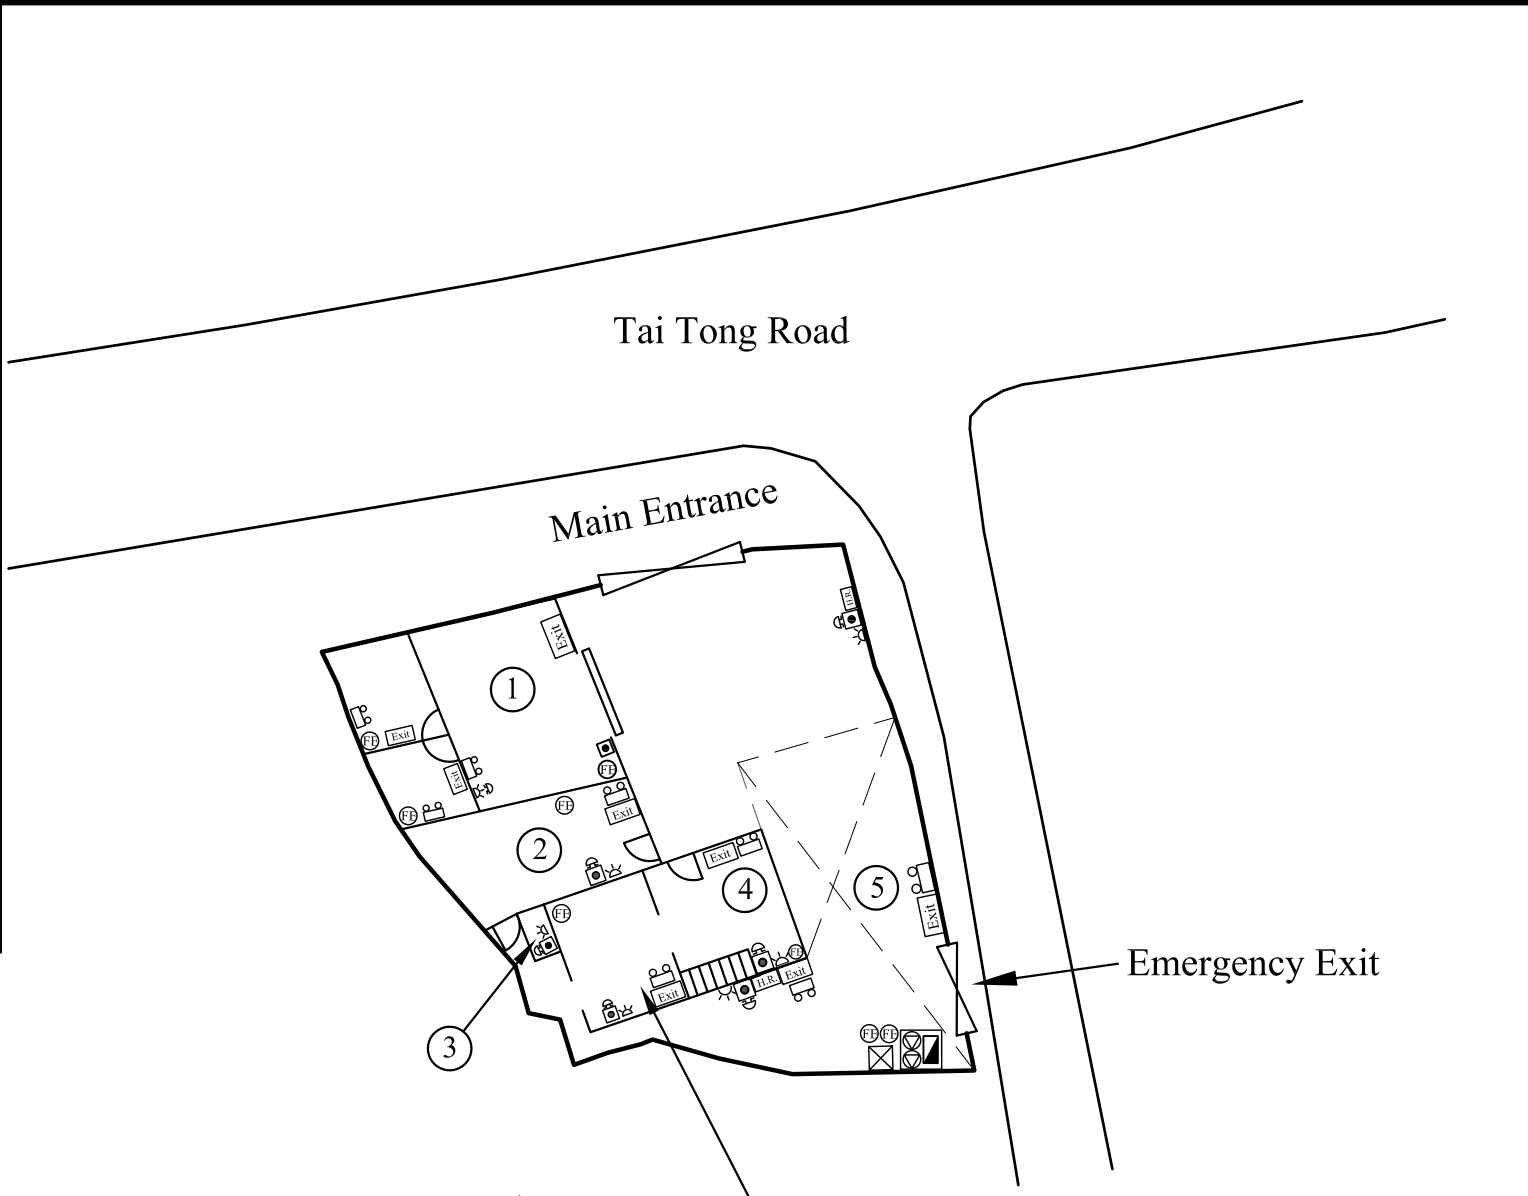 Tai Tong Road
Main Entrance
H.R.
Exit
1
FE
Exit
FE
Exit
FE
FE
Exit
2
Exit
4
5
FE
Exit
FE
Exit
H.R.
Exit
Emergency Exit
3
FE FE